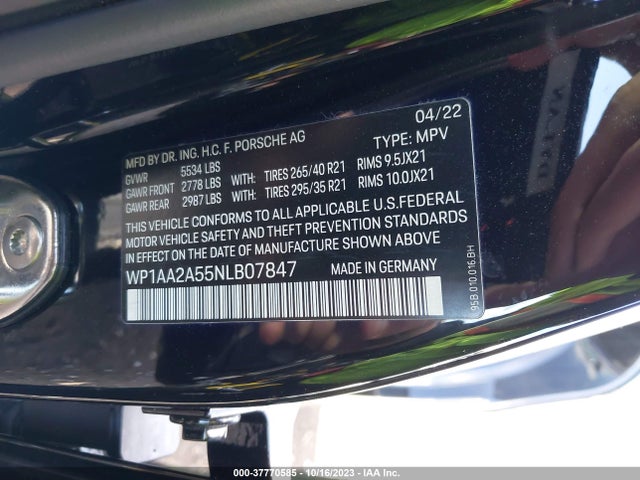 04/22
MFD BY DR. ING. H.C. F. PORSCHE AG
TYPE: MPV
GVWR 5534 LBS
GAWR FRONT 2778 LBS WITH: TIRES 265/40 R21 RIMS 9.5JX21
GAWR REAR 2987 LBS WITH: TIRES 295/35 R21 RIMS 10.0JX21
THIS VEHICLE CONFORMS TO ALL APPLICABLE U.S.FEDERAL
MOTOR VEHICLE SAFETY AND THEFT PREVENTION STANDARDS
IN EFFECT ON THE DATE OF MANUFACTURE SHOWN ABOVE.
WP1AA2A55NLB07847 MADE IN GERMANY
95B.010.016.BH
000-37770585 - 10/16/2023 - IAA Inc.